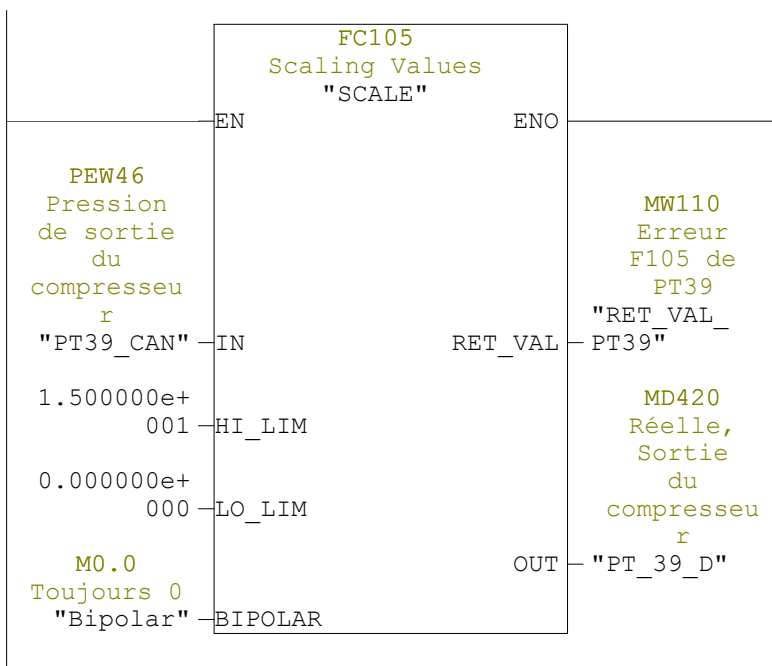 FC105
Scaling Values
"SCALE"
EN
ENO
PEW46
Pression
de sortie
du
compresseu
r
"PT39_CAN"
IN
MW110
Erreur
F105 de
PT39
"RET_VAL_
RET_VAL
PT39"
1.500000e+
001
HI_LIM
0.000000e+
000
LO_LIM
MD420
Réelle,
Sortie
du
compresseu
r
OUT
"PT_39_D"
M0.0
Toujours 0
"Bipolar"
BIPOLAR